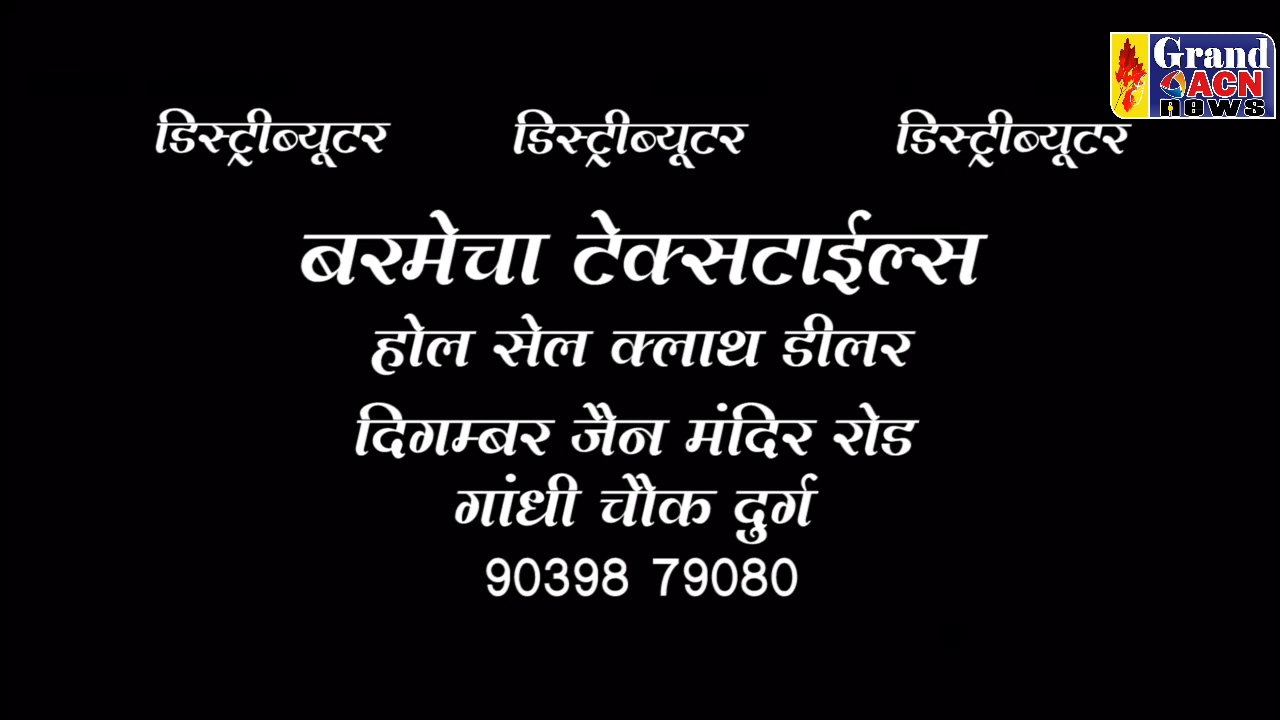 Grand
ACN
news
डिस्ट्रीब्यूटर डिस्ट्रीब्यूटर डिस्ट्रीब्यूटर
बरमेचा टेक्सटाईल्स
होल सेल क्लाथ डीलर
दिगम्बर जैन मंदिर रोड
गांधी चौक दुर्ग
90398 79080